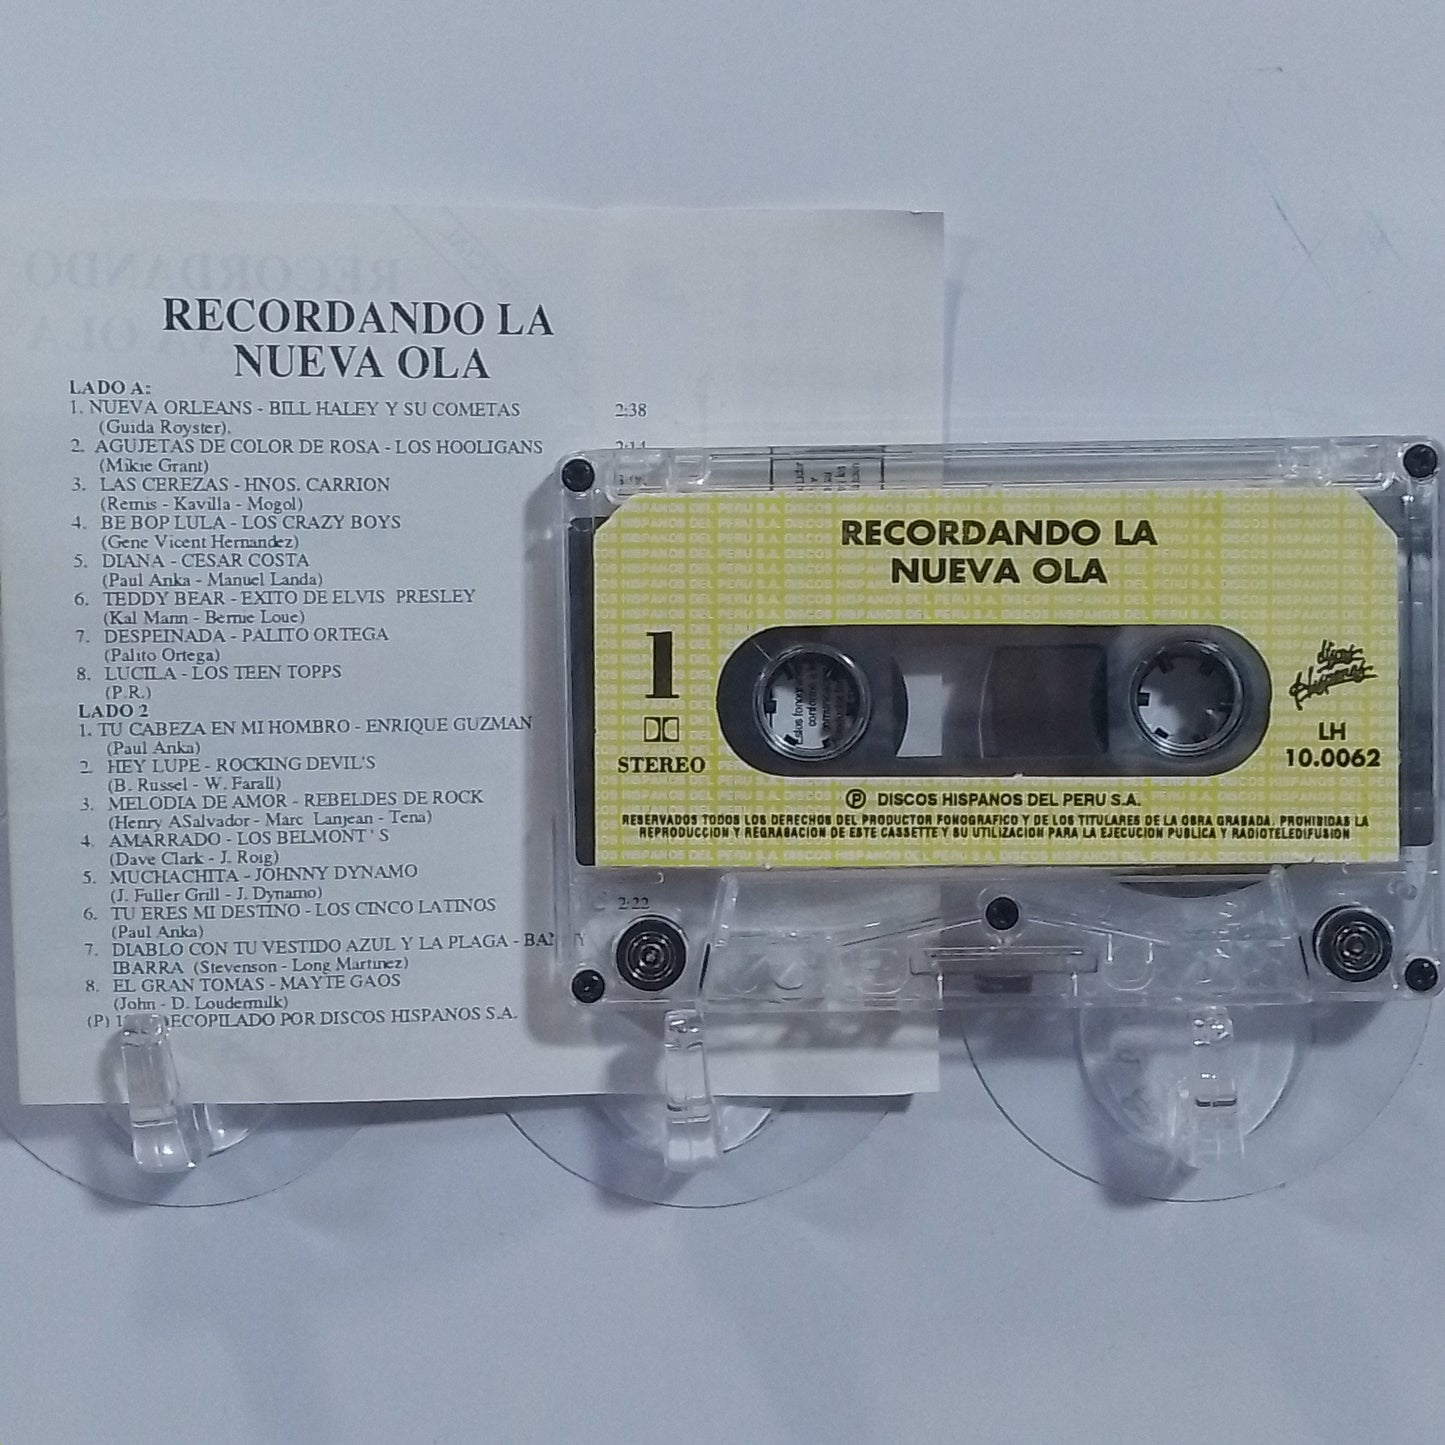 RECORDANDO LA
NUEVA OLA
LADO A:
1. NUEVA ORLEANS - BILL HALEY Y SU COMETAS 2:38
(Guida Royster).
2. AGUJETAS DE COLOR DE ROSA - LOS HOOLIGANS 2:14
(Mikie Grant)
3. LAS CEREZAS - HNOS. CARRION
(Remis - Kavilla - Mogol)
4. BE BOP LULA - LOS CRAZY BOYS
(Gene Vicent Hernandez)
5. DIANA - CESAR COSTA
(Paul Anka - Manuel Landa)
6. TEDDY BEAR - EXITO DE ELVIS PRESLEY
(Kal Mann - Bernie Loue)
7. DESPEINADA - PALITO ORTEGA
(Palito Ortega)
8. LUCILA - LOS TEEN TOPPS
(P.R.)
LADO 2
1. TU CABEZA EN MI HOMBRO - ENRIQUE GUZMAN
(Paul Anka)
2. HEY LUPE - ROCKING DEVIL'S
(B. Russel - W. Farall)
3. MELODIA DE AMOR - REBELDES DE ROCK
(Henry ASalvador - Marc Lanjean - Tena)
4. AMARRADO - LOS BELMONT ' S
(Dave Clark - J. Roig)
5. MUCHACHITA - JOHNNY DYNAMO
(J. Fuller Grill - J. Dynamo)
6. TU ERES MI DESTINO - LOS CINCO LATINOS 2:22
(Paul Anka)
7. DIABLO CON TU VESTIDO AZUL Y LA PLAGA -
IBARRA (Stevenson - Long Martinez)
8. EL GRAN TOMAS - MAYTE GAOS
(John - D. Loudermilk)
(P) RECOPILADO POR DISCOS HISPANOS S.A.
RECORDANDO LA
NUEVA OLA
1
STEREO
discos
Hispanos
LH
10.0062
Ⓟ DISCOS HISPANOS DEL PERU S.A.
RESERVADOS TODOS LOS DERECHOS DEL PRODUCTOR FONOGRAFICO Y DE LOS TITULARES DE LA OBRA GRABADA. PROHIBIDAS LA
REPRODUCCION Y REGRABACION DE ESTE CASSETTE Y SU UTILIZACION PARA LA EJECUCION PUBLICA Y RADIOTELEDIFUSION